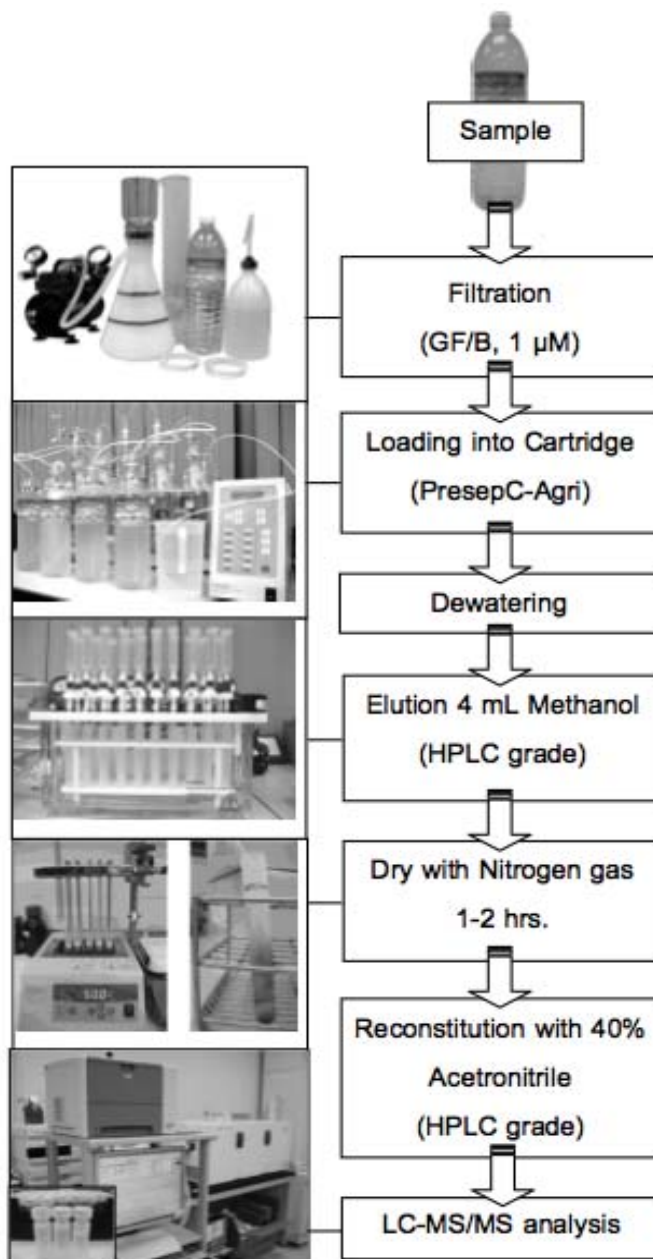 Sample
Filtration
(GF/B, 1 µM)
Loading into Cartridge
(PresepC-Agri)
Dewatering
Elution 4 mL Methanol
(HPLC grade)
Dry with Nitrogen gas
1-2 hrs.
Reconstitution with 40%
Acetronitrile
(HPLC grade)
LC-MS/MS analysis